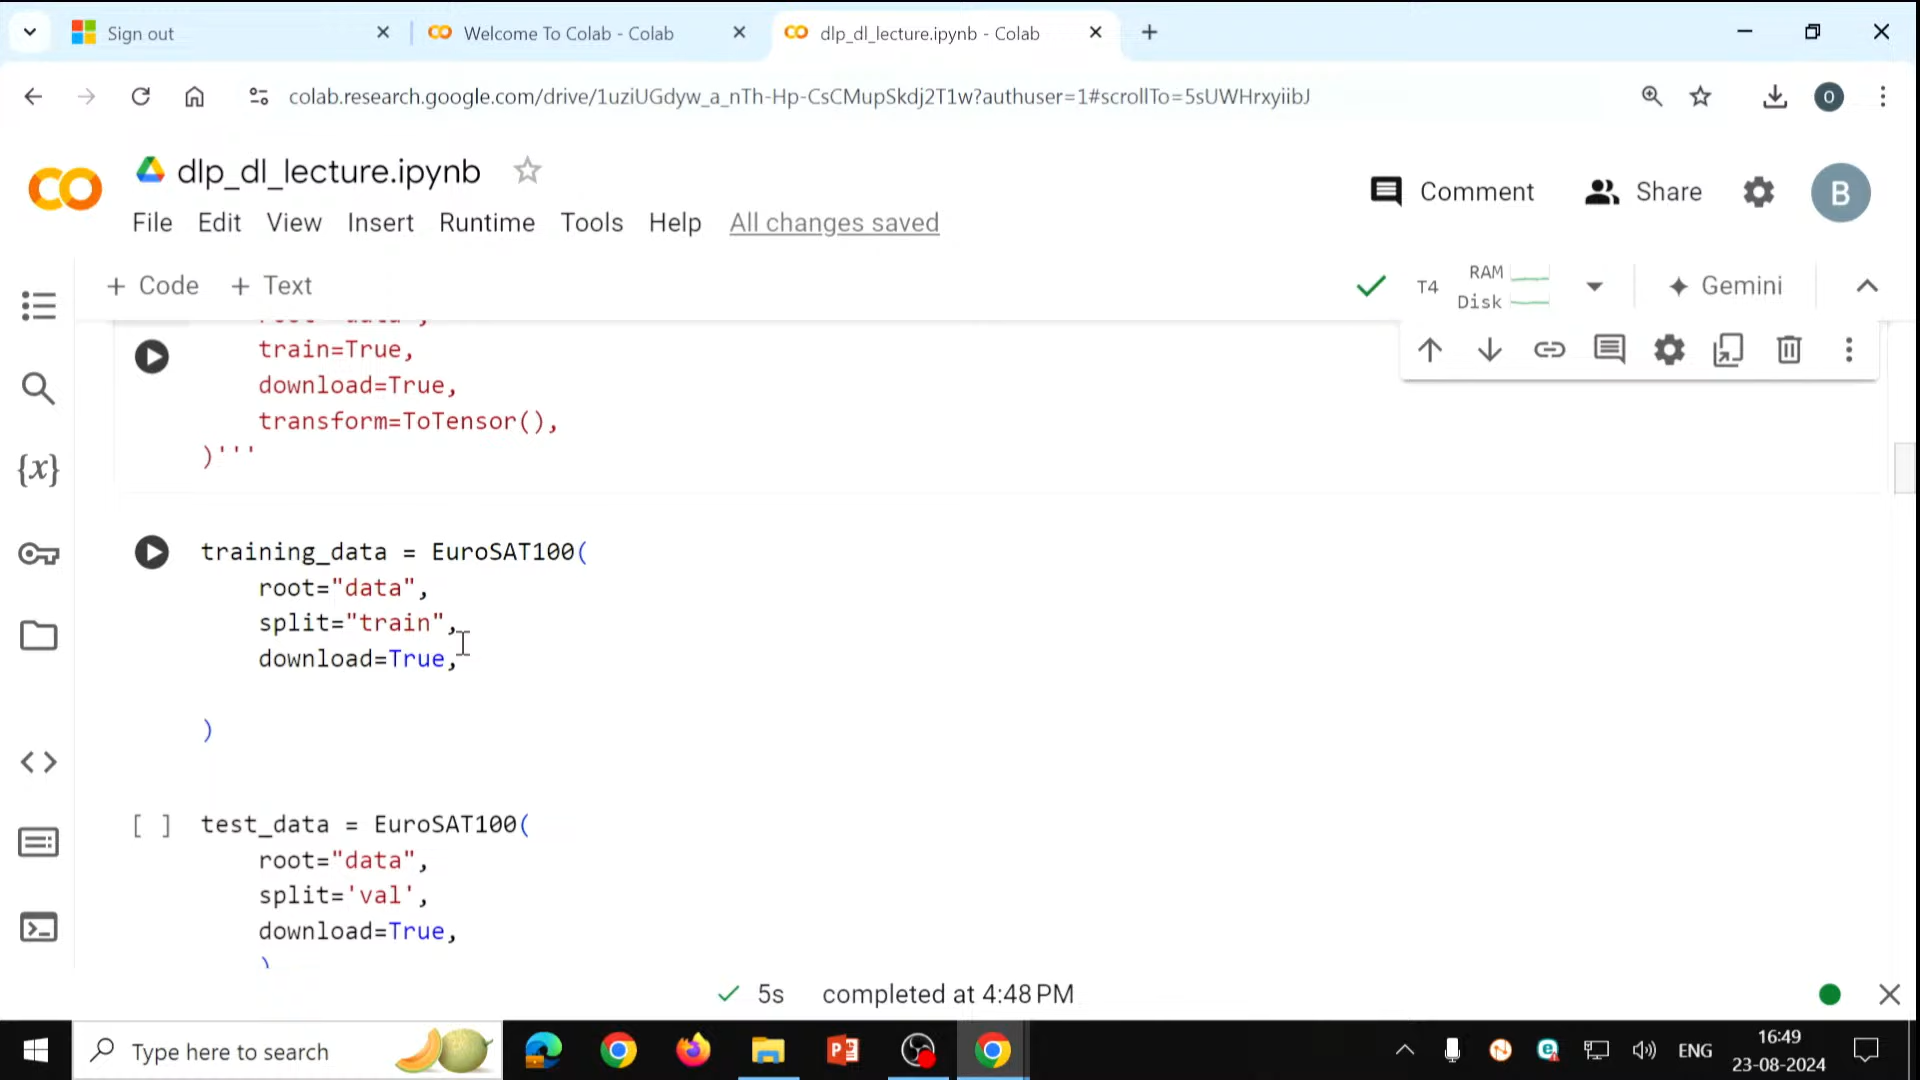 Sign out
Welcome To Colab - Colab
dlp_dl_lecture.ipynb - Colab
colab.research.google.com/drive/1uziUGdyw_a_nTh-Hp-CsCMupSkdj2T1w?authuser=1#scrollTo=5sUWHrxyiibJ
O
CO
dlp_dl_lecture.ipynb
Comment
Share
B
File Edit View Insert Runtime Tools Help All changes saved
+ Code + Text
T4
RAM
Disk
Gemini
train=True,
download=True,
transform=ToTensor(),
)'''
{x}
training_data = EuroSAT100(
root="data",
split="train",
download=True,
)
[ ] test_data = EuroSAT100(
root="data",
split='val',
download=True,
)
5s completed at 4:48 PM
Type here to search
ENG
16:49
23-08-2024